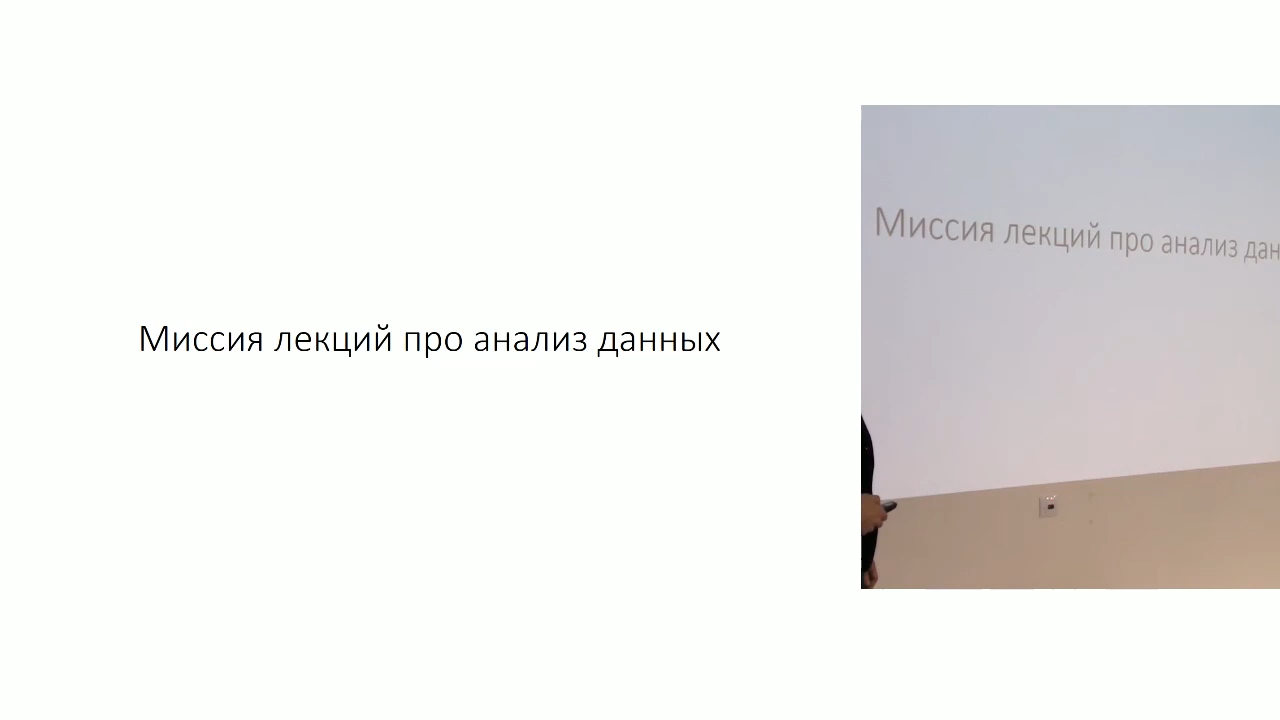 Миссия лекций про анализ данных
Миссия лекций про анализ дан